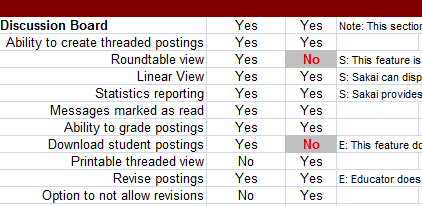 Discussion Board Yes Yes Note: This section
Ability to create threaded postings Yes Yes
Roundtable view Yes No S: This feature is
Linear View Yes Yes S: Sakai can disp
Statistics reporting Yes Yes S: Sakai provides
Messages marked as read Yes Yes
Ability to grade postings Yes Yes
Download student postings Yes No E: This feature do
Printable threaded view No Yes
Revise postings Yes Yes E: Educator does
Option to not allow revisions No Yes